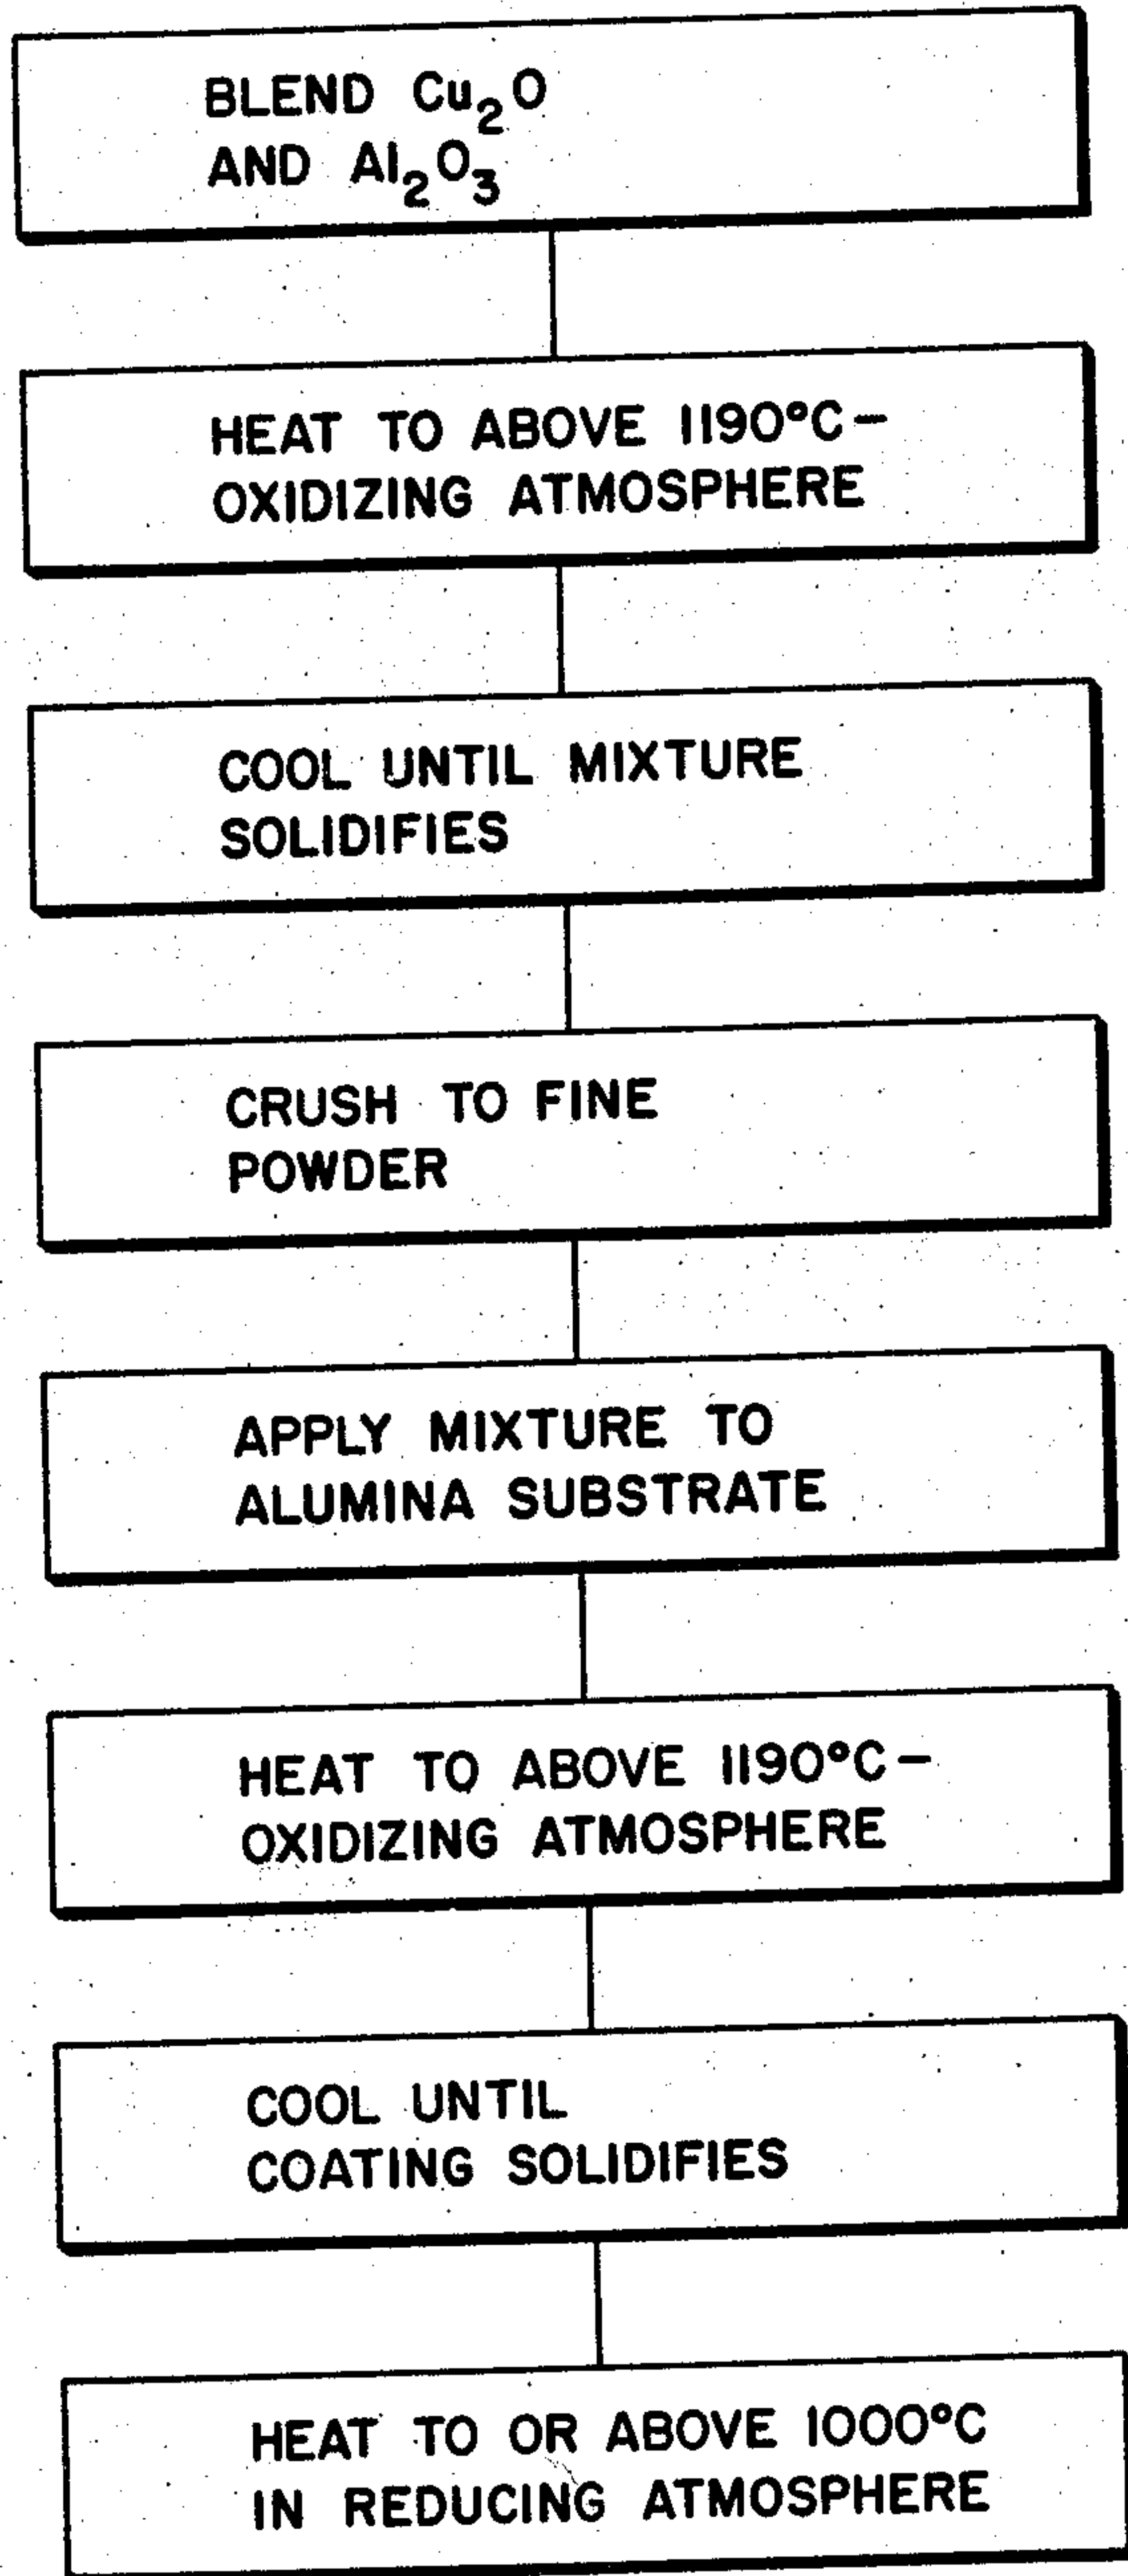 BLEND Cu₂O
AND Al₂O₃
HEAT TO ABOVE 1190°C–
OXIDIZING ATMOSPHERE
COOL UNTIL MIXTURE
SOLIDIFIES
CRUSH TO FINE
POWDER
APPLY MIXTURE TO
ALUMINA SUBSTRATE
HEAT TO ABOVE 1190°C–
OXIDIZING ATMOSPHERE
COOL UNTIL
COATING SOLIDIFIES
HEAT TO OR ABOVE 1000°C
IN REDUCING ATMOSPHERE